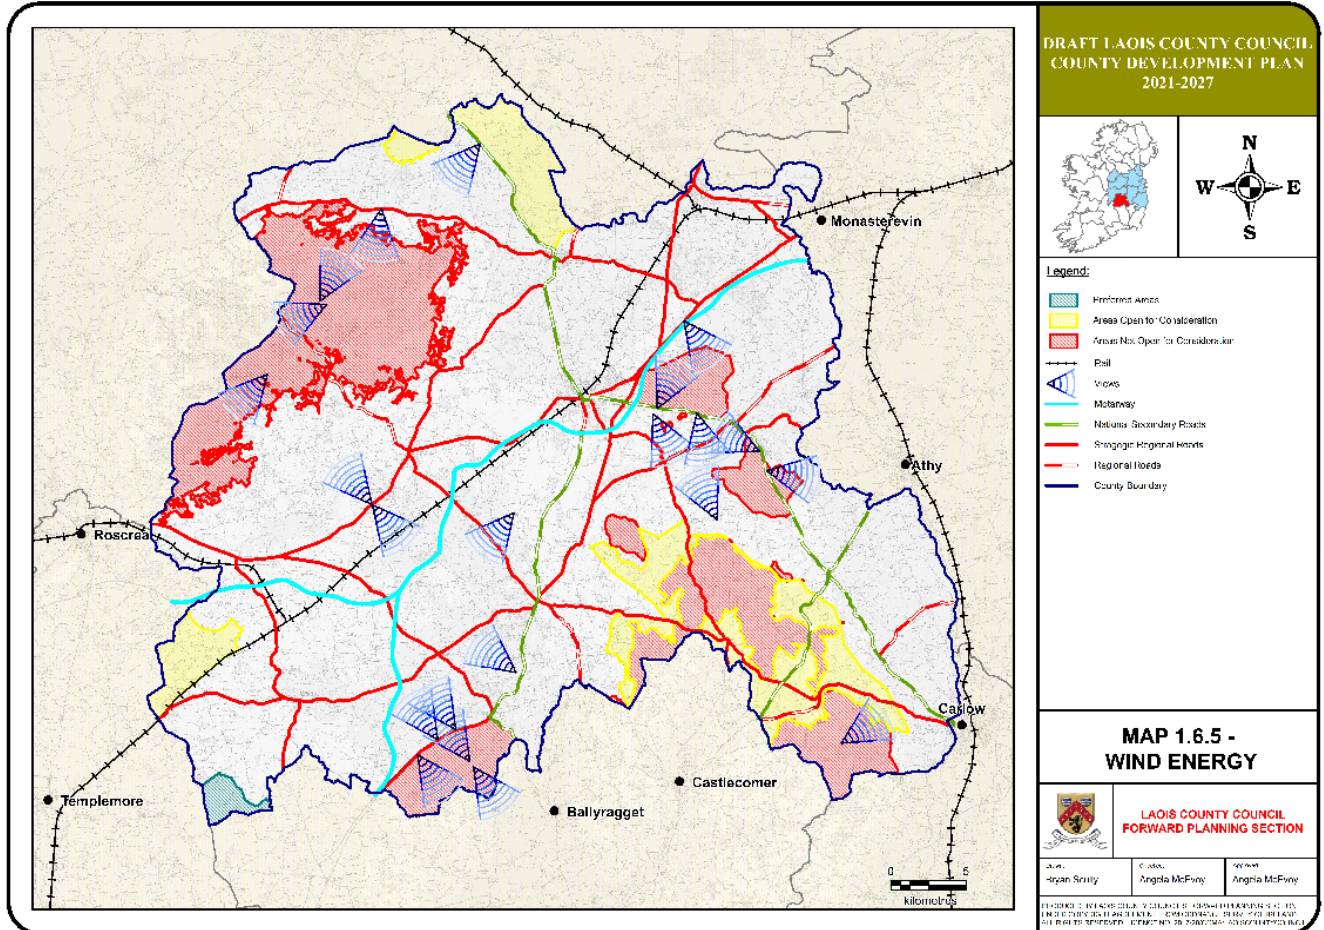 DRAFT LAOIS COUNTY COUNCIL
COUNTY DEVELOPMENT PLAN
2021-2027
N
W
E
S
Legend:
Preferred Areas
Areas Open for Consideration
Areas Not Open for Consideration
Rail
Views
Motorway
National Secondary Roads
Stragegic Regional Roads
Regional Roads
County Boundary
Monasterevin
Athy
Roscrea
Carlow
Castlecomer
Templemore
Ballyragget
0 5
kilometres
MAP 1.6.5 -
WIND ENERGY
LAOIS COUNTY COUNCIL
FORWARD PLANNING SECTION
Created:
Approved:
Bryan Scully
Angela McEvoy
Angela McEvoy